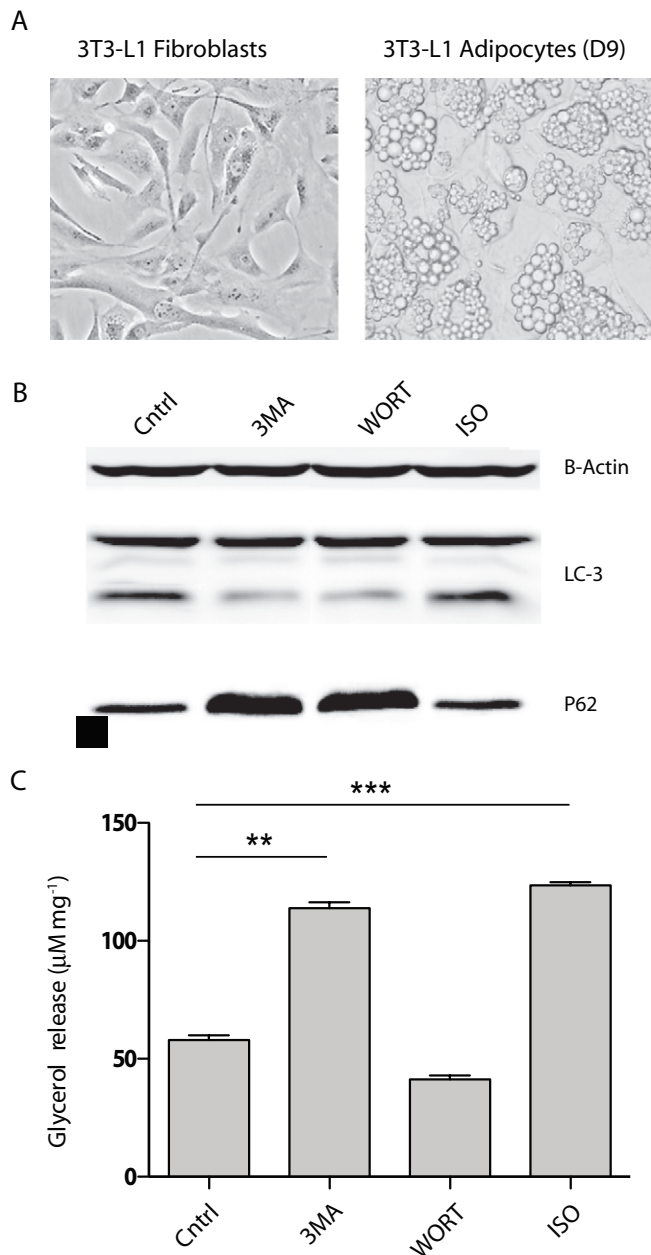 A
3T3-L1 Fibroblasts
3T3-L1 Adipocytes (D9)
B
Cntrl
3MA
WORT
ISO
B-Actin
LC-3
P62
C
***
**
150
100
50
0
Glycerol release (µM mg⁻¹)
Cntrl
3MA
WORT
ISO